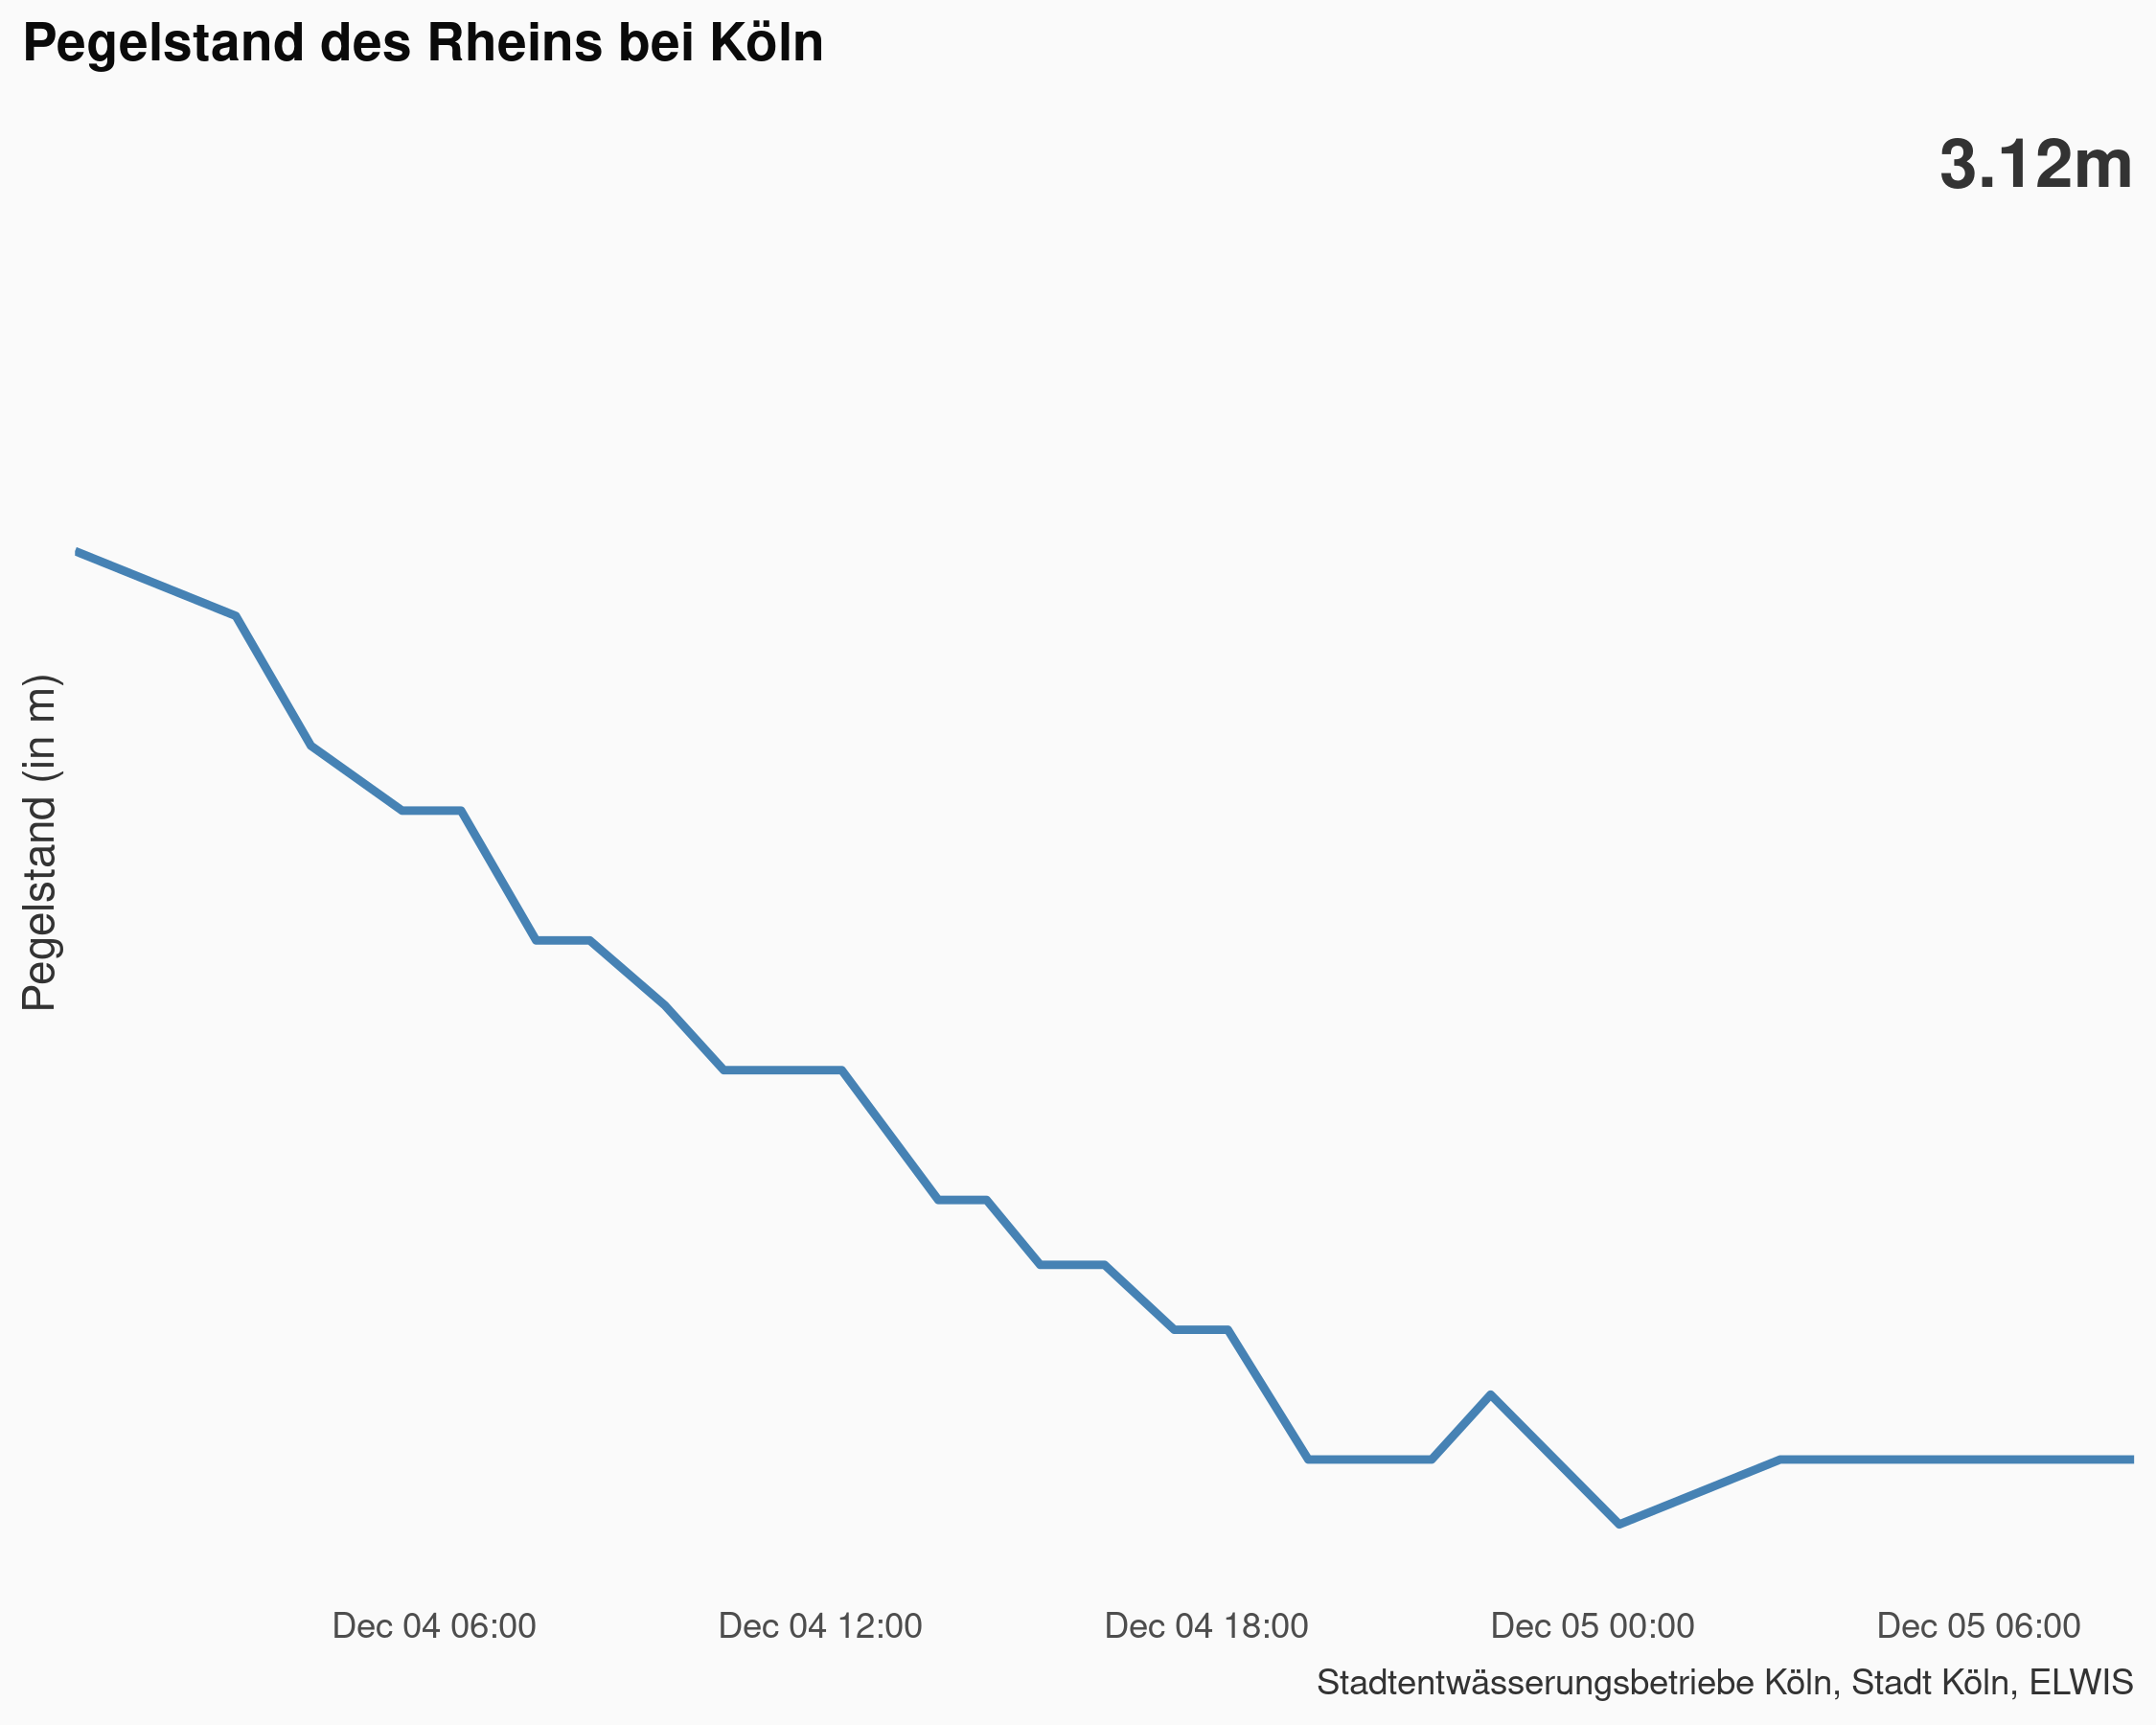 Pegelstand des Rheins bei Köln
3.12m
Pegelstand (in m)
Dec 04 06:00
Dec 04 12:00
Dec 04 18:00
Dec 05 00:00
Dec 05 06:00
Stadtentwässerungsbetriebe Köln, Stadt Köln, ELWIS